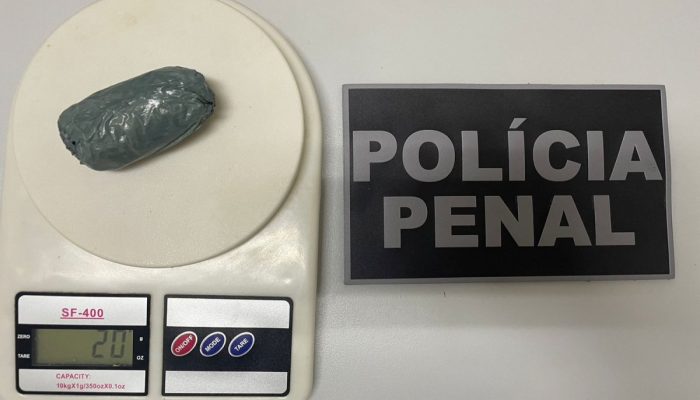 POLÍCIA
PENAL
SF-400
ZERO
TARE
20
g
OZ
CAPACITY:
10kgX1g/350ozX0.1oz
ON/OFF
MODE
TARE